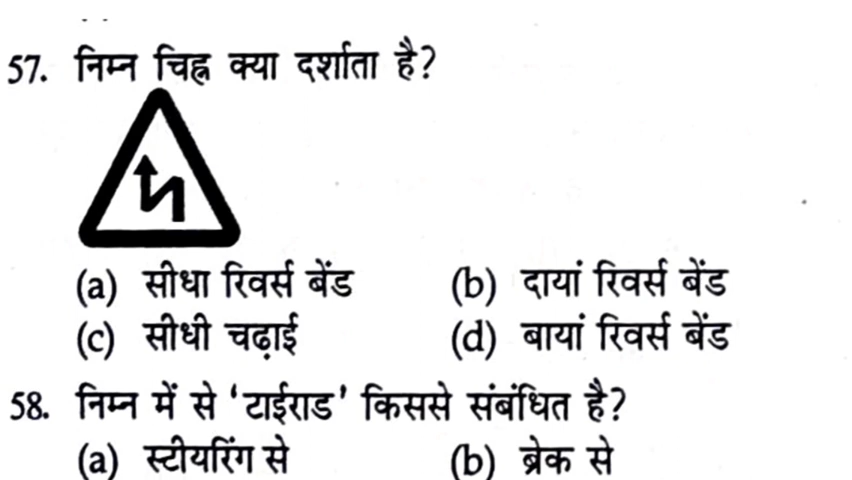 57. निम्न चिह्न क्या दर्शाता है?
(a) सीधा रिवर्स बेंड (b) दायां रिवर्स बेंड
(c) सीधी चढ़ाई (d) बायां रिवर्स बेंड
58. निम्न में से 'टाईराड' किससे संबंधित है?
(a) स्टीयरिंग से (b) ब्रेक से